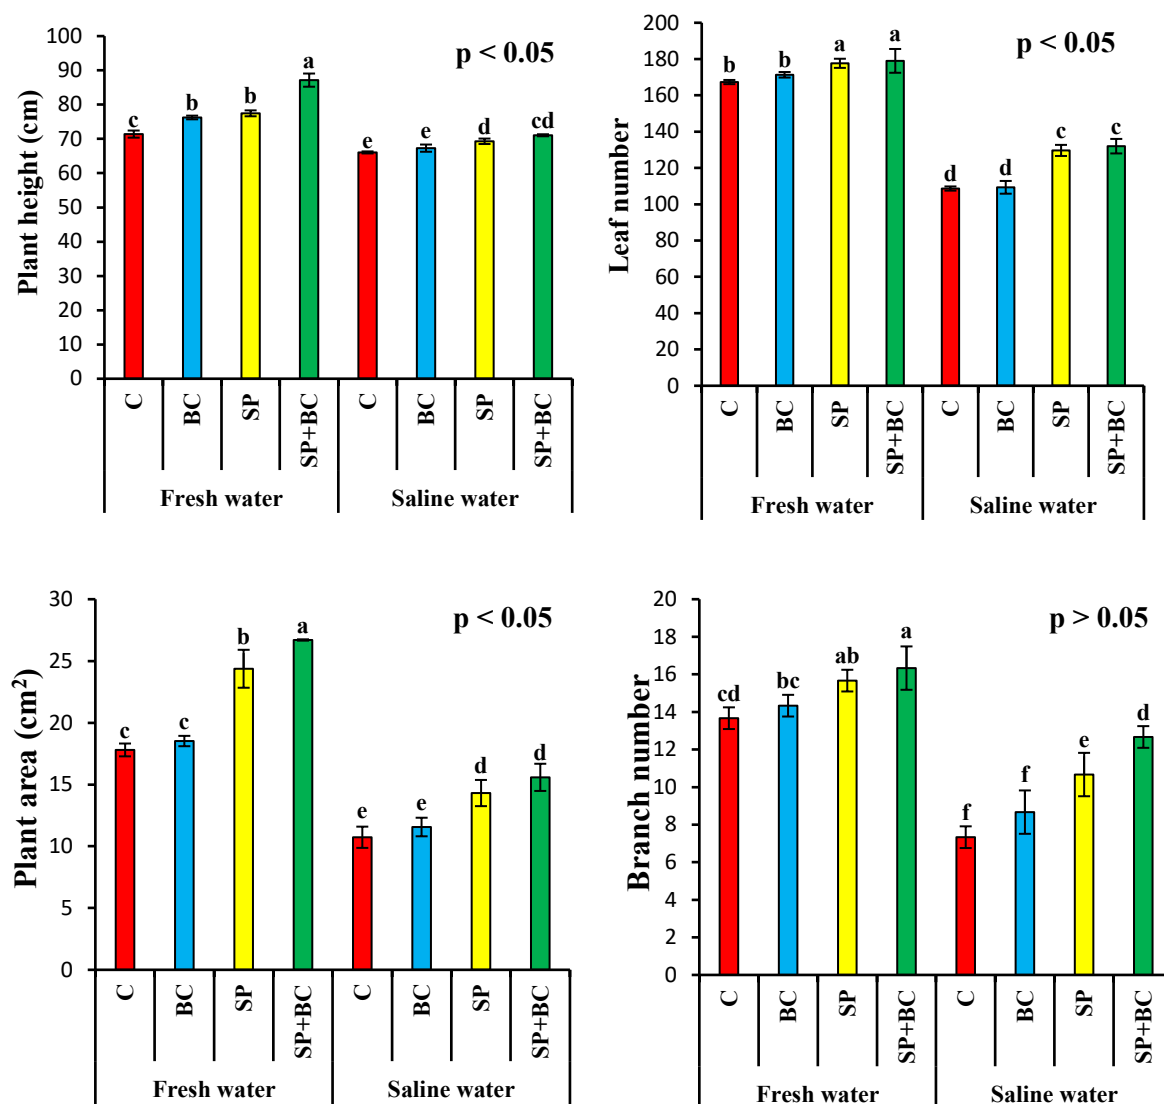 Plant height (cm)
100
90
80
70
60
50
40
30
20
10
0
p < 0.05
c
b
b
a
e
e
d
cd
C
BC
SP
SP+BC
C
BC
SP
SP+BC
Fresh water
Saline water
Leaf number
200
180
160
140
120
100
80
60
40
20
0
p < 0.05
b
b
a
a
d
d
c
c
C
BC
SP
SP+BC
C
BC
SP
SP+BC
Fresh water
Saline water
Plant area (cm²)
30
25
20
15
10
5
0
p < 0.05
c
c
b
a
e
e
d
d
C
BC
SP
SP+BC
C
BC
SP
SP+BC
Fresh water
Saline water
Branch number
20
18
16
14
12
10
8
6
4
2
0
p > 0.05
cd
bc
ab
a
f
f
e
d
C
BC
SP
SP+BC
C
BC
SP
SP+BC
Fresh water
Saline water